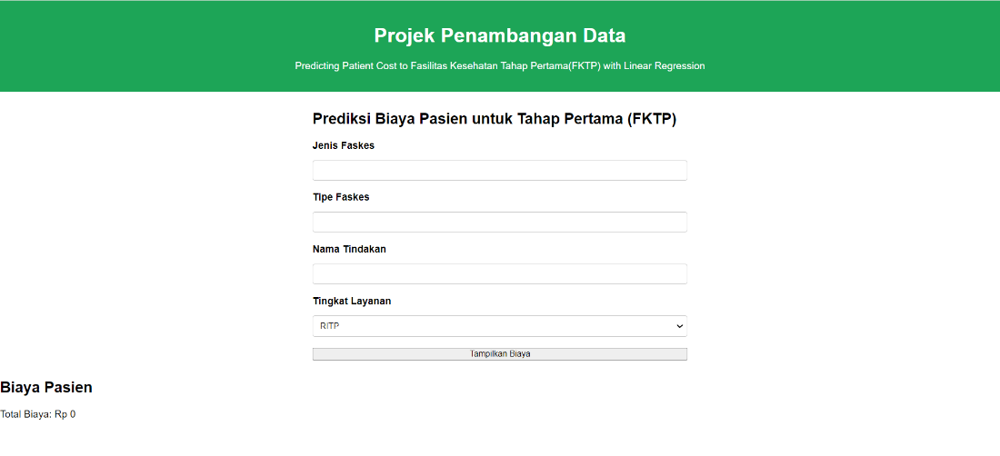 Projek Penambangan Data
Predicting Patient Cost to Fasilitas Kesehatan Tahap Pertama(FKTP) with Linear Regression
Prediksi Biaya Pasien untuk Tahap Pertama (FKTP)
Jenis Faskes
Tipe Faskes
Nama Tindakan
Tingkat Layanan
RITP
Tampilkan Biaya
Biaya Pasien
Total Biaya: Rp 0